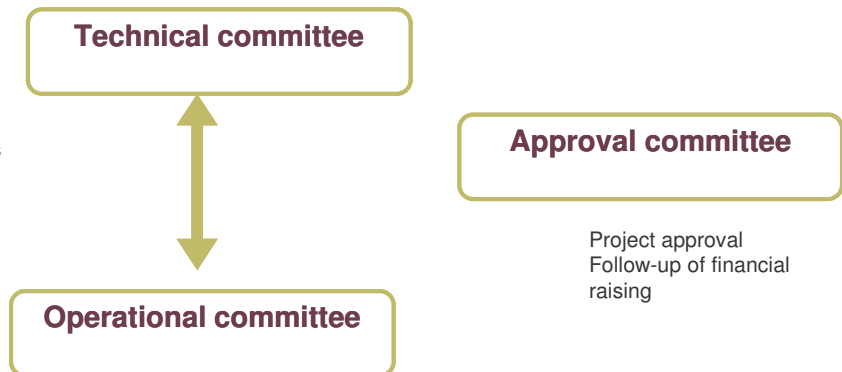 Technical committee
Approval committee
Project approval
Follow-up of financial
raising
Operational committee